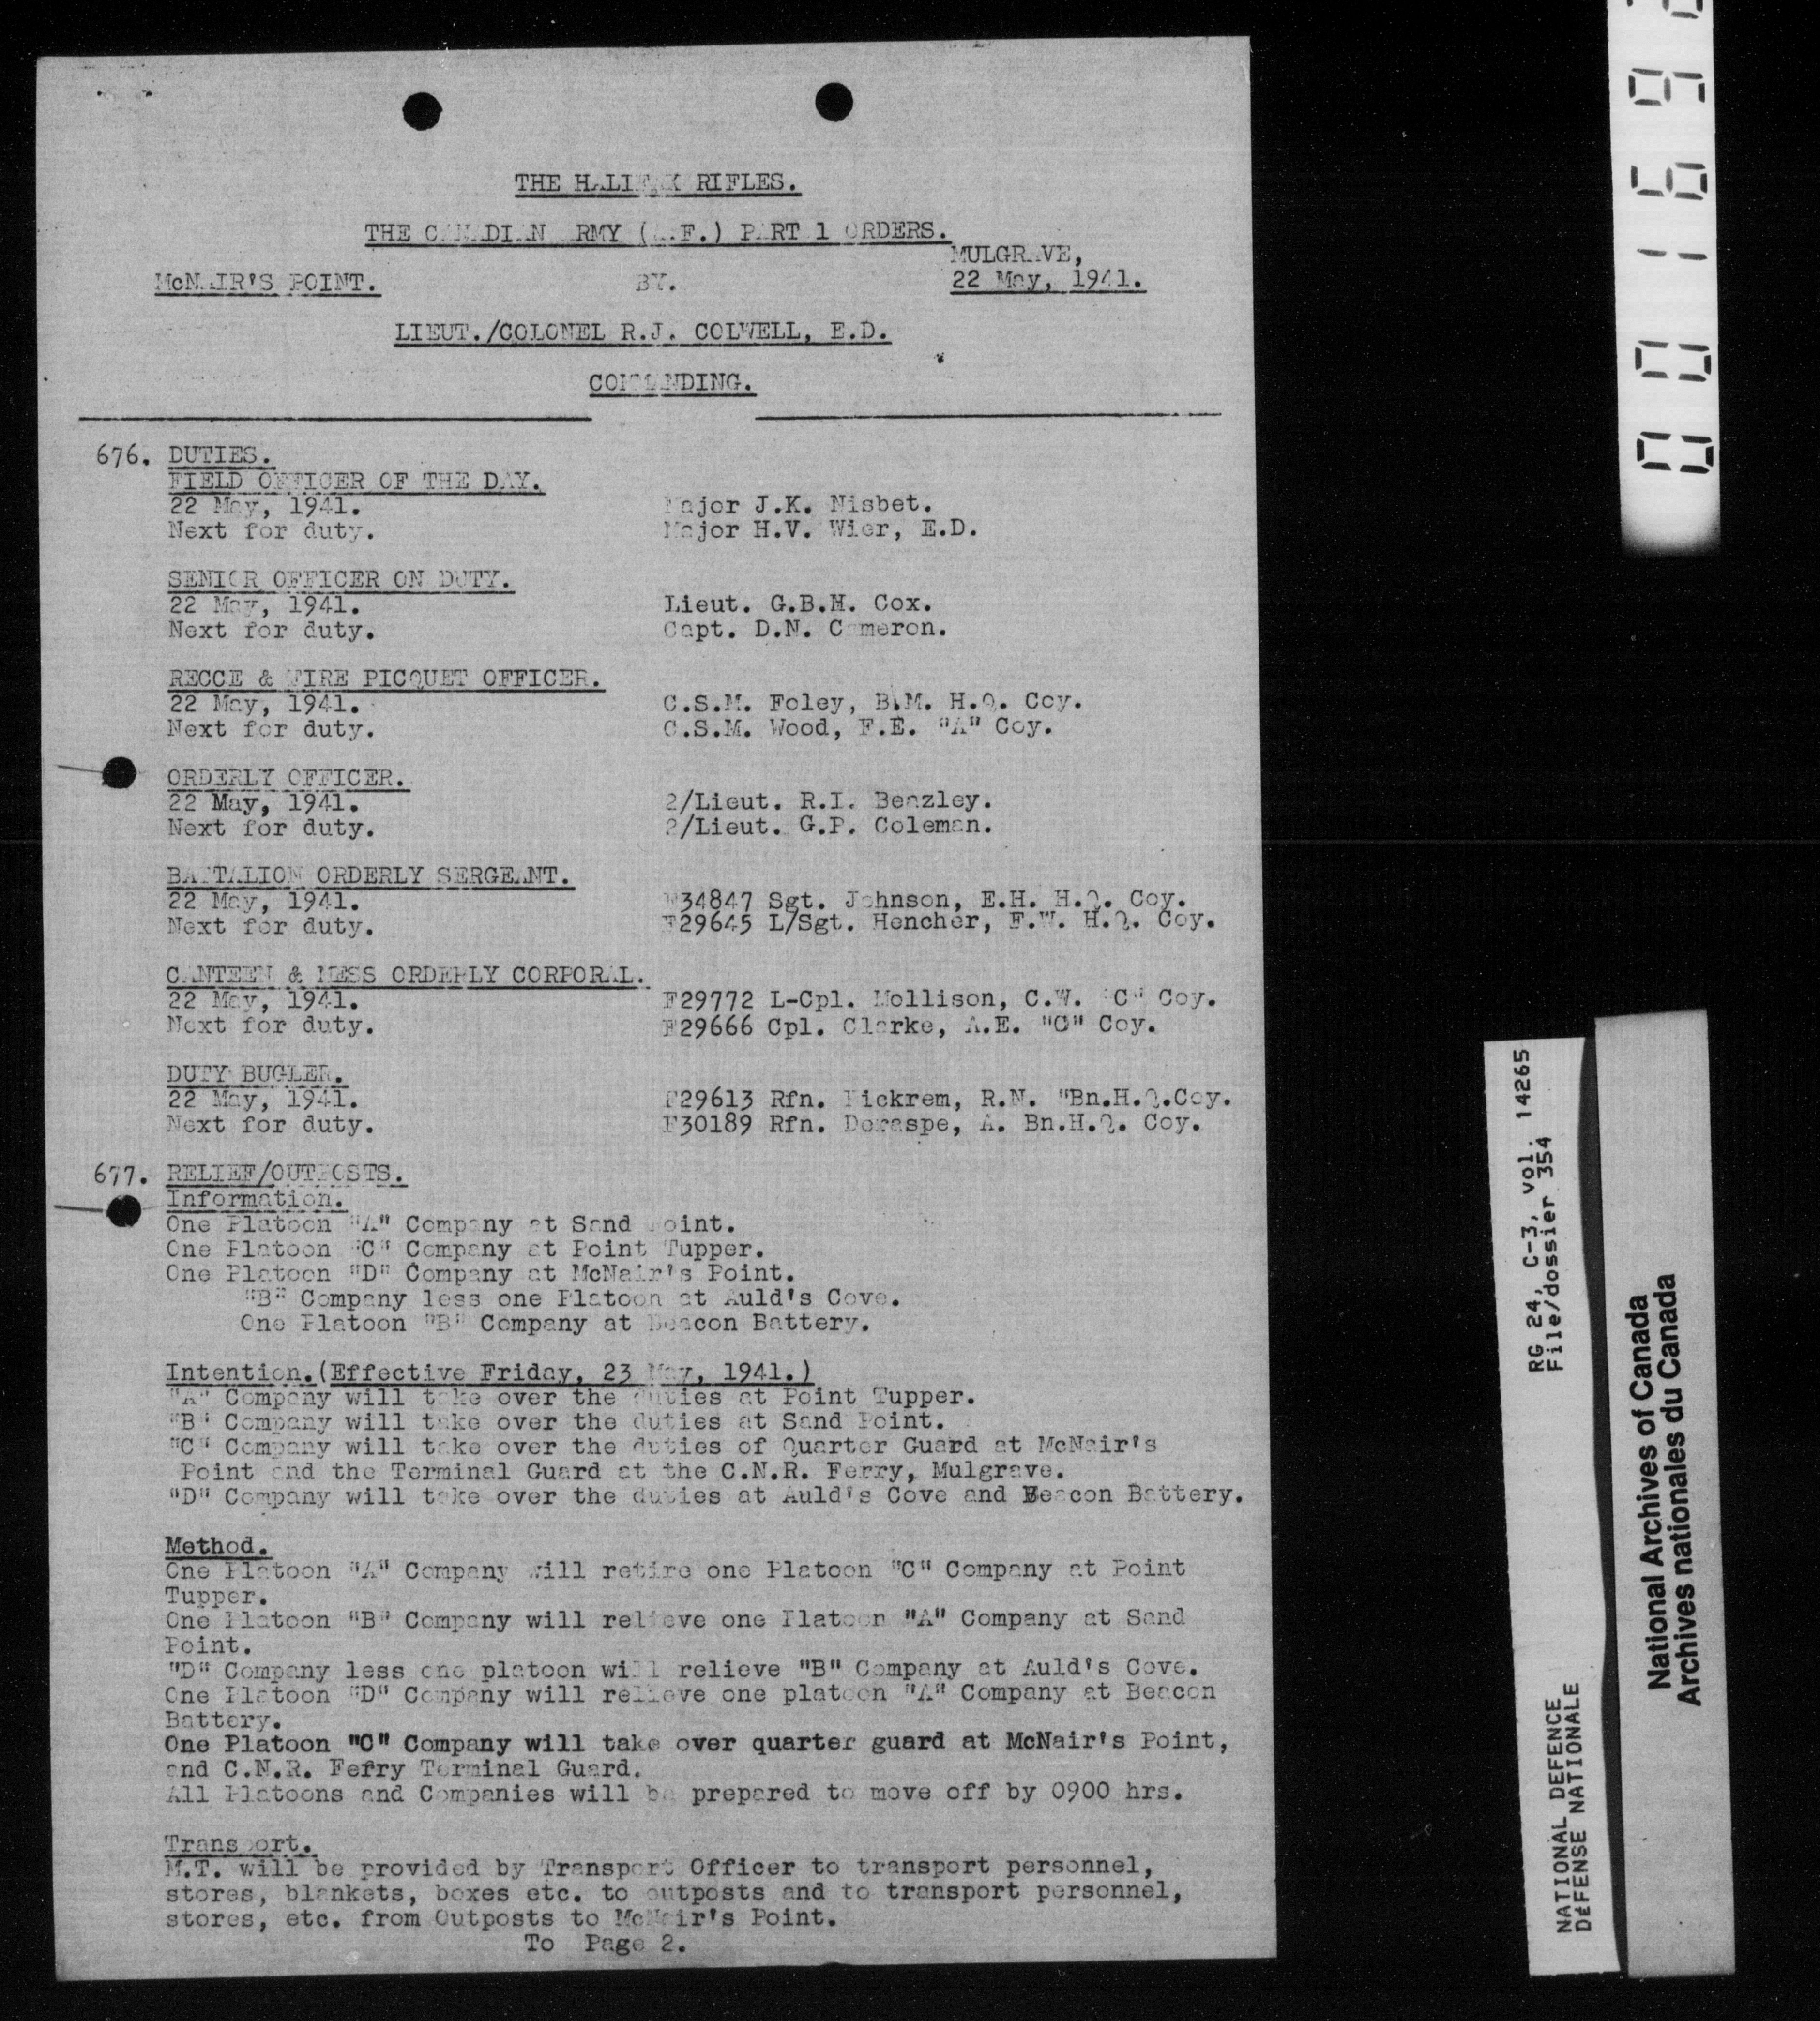 THE HALIFAX RIFLES.
THE CANADIAN ARMY (A.F.) PART 1 ORDERS.
MULGRAVE,
McNAIR'S POINT. BY. 22 May, 1941.
LIEUT./COLONEL R.J. COLWELL, E.D.
COMMANDING.
676. DUTIES.
FIELD OFFICER OF THE DAY.
22 May, 1941. Major J.K. Nisbet.
Next for duty. Major H.V. Wier, E.D.
SENIOR OFFICER ON DUTY.
22 May, 1941. Lieut. G.B.H. Cox.
Next for duty. Capt. D.N. Cameron.
RECCE & FIRE PICQUET OFFICER.
22 May, 1941. C.S.M. Foley, B.M. H.Q. Coy.
Next for duty. C.S.M. Wood, F.E. "A" Coy.
ORDERLY OFFICER.
22 May, 1941. 2/Lieut. R.I. Beazley.
Next for duty. 2/Lieut. G.P. Coleman.
BATTALION ORDERLY SERGEANT.
22 May, 1941. F34847 Sgt. Johnson, E.H. H.Q. Coy.
Next for duty. F29645 L/Sgt. Hencher, F.W. H.Q. Coy.
CANTEEN & MESS ORDERLY CORPORAL.
22 May, 1941. F29772 L-Cpl. Mollison, C.W. "C" Coy.
Next for duty. F29666 Cpl. Clarke, A.E. "C" Coy.
DUTY BUGLER.
22 May, 1941. F29613 Rfn. Pickrem, R.N. "Bn.H.Q.Coy.
Next for duty. F30189 Rfn. Deraspe, A. Bn.H.Q. Coy.
677. RELIEF/OUTPOSTS.
Information.
One Platoon "A" Company at Sand Point.
One Platoon "C" Company at Point Tupper.
One Platoon "D" Company at McNair's Point.
"B" Company less one Platoon at Auld's Cove.
One Platoon "B" Company at Beacon Battery.
Intention.(Effective Friday, 23 May, 1941.)
"A" Company will take over the duties at Point Tupper.
"B" Company will take over the duties at Sand Point.
"C" Company will take over the duties of Quarter Guard at McNair's
Point and the Terminal Guard at the C.N.R. Ferry, Mulgrave.
"D" Company will take over the duties at Auld's Cove and Beacon Battery.
Method.
One Platoon "A" Company will retire one Platoon "C" Company at Point
Tupper.
One Platoon "B" Company will relieve one Platoon "A" Company at Sand
Point.
"D" Company less one platoon will relieve "B" Company at Auld's Cove.
One Platoon "D" Company will relieve one platoon "A" Company at Beacon
Battery.
One Platoon "C" Company will take over quarter guard at McNair's Point,
and C.N.R. Ferry Terminal Guard.
All Platoons and Companies will be prepared to move off by 0900 hrs.
Transport.
M.T. will be provided by Transport Officer to transport personnel,
stores, blankets, boxes etc. to outposts and to transport personnel,
stores, etc. from Outposts to McNair's Point.
To Page 2.
RG 24, C-3, vol. 14265
File/dossier 354
NATIONAL DEFENCE
DÉFENSE NATIONALE
National Archives of Canada
Archives nationales du Canada